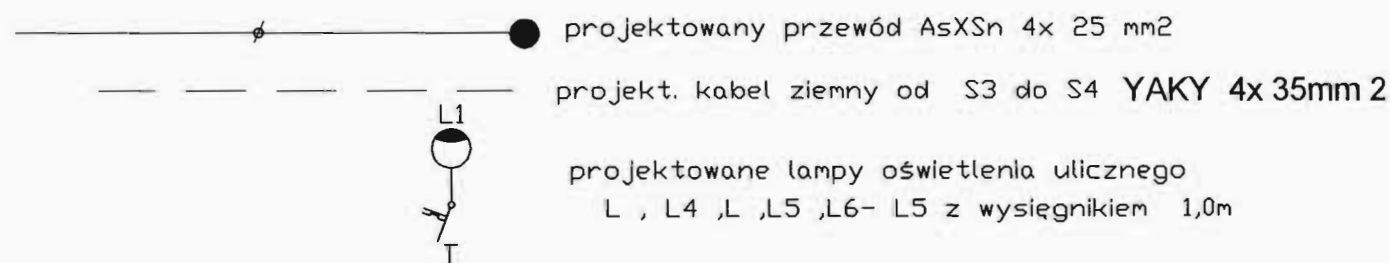 projektowany przewód AsXSn 4x 25 mm2
projekt. kabel ziemny od S3 do S4 YAKY 4x 35mm 2
L1
projektowane lampy oświetlenia ulicznego
L , L4 ,L ,L5 ,L6- L5 z wysięgnikiem 1,0m